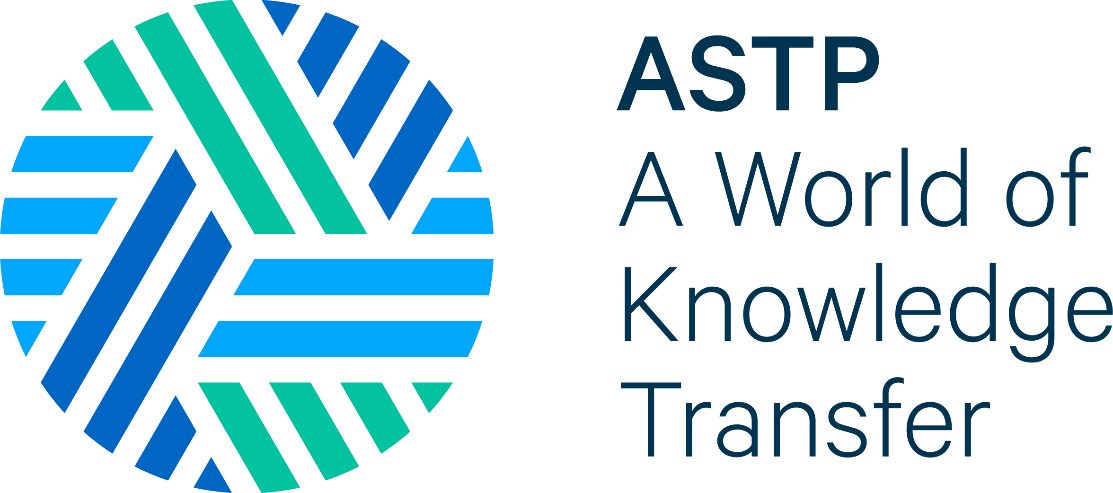 ASTP
A World of
Knowledge
Transfer